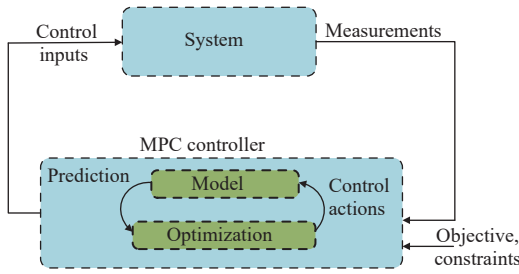 Control
inputs
System
Measurements
MPC controller
Prediction
Model
Control
actions
Optimization
Objective,
constraints